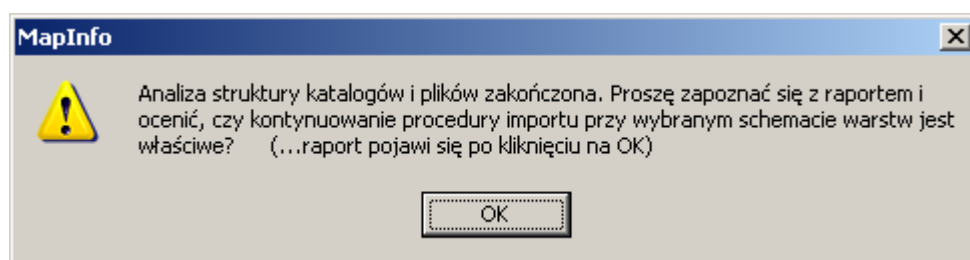 MapInfo
Analiza struktury katalogów i plików zakończona. Proszę zapoznać się z raportem i
ocenić, czy kontynuowanie procedury importu przy wybranym schemacie warstw jest
właściwe? (...raport pojawi się po kliknięciu na OK)
OK